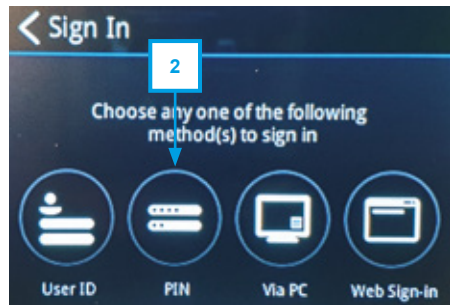 Sign In
2
Choose any one of the following
method(s) to sign in
User ID
PIN
Via PC
Web Sign-in